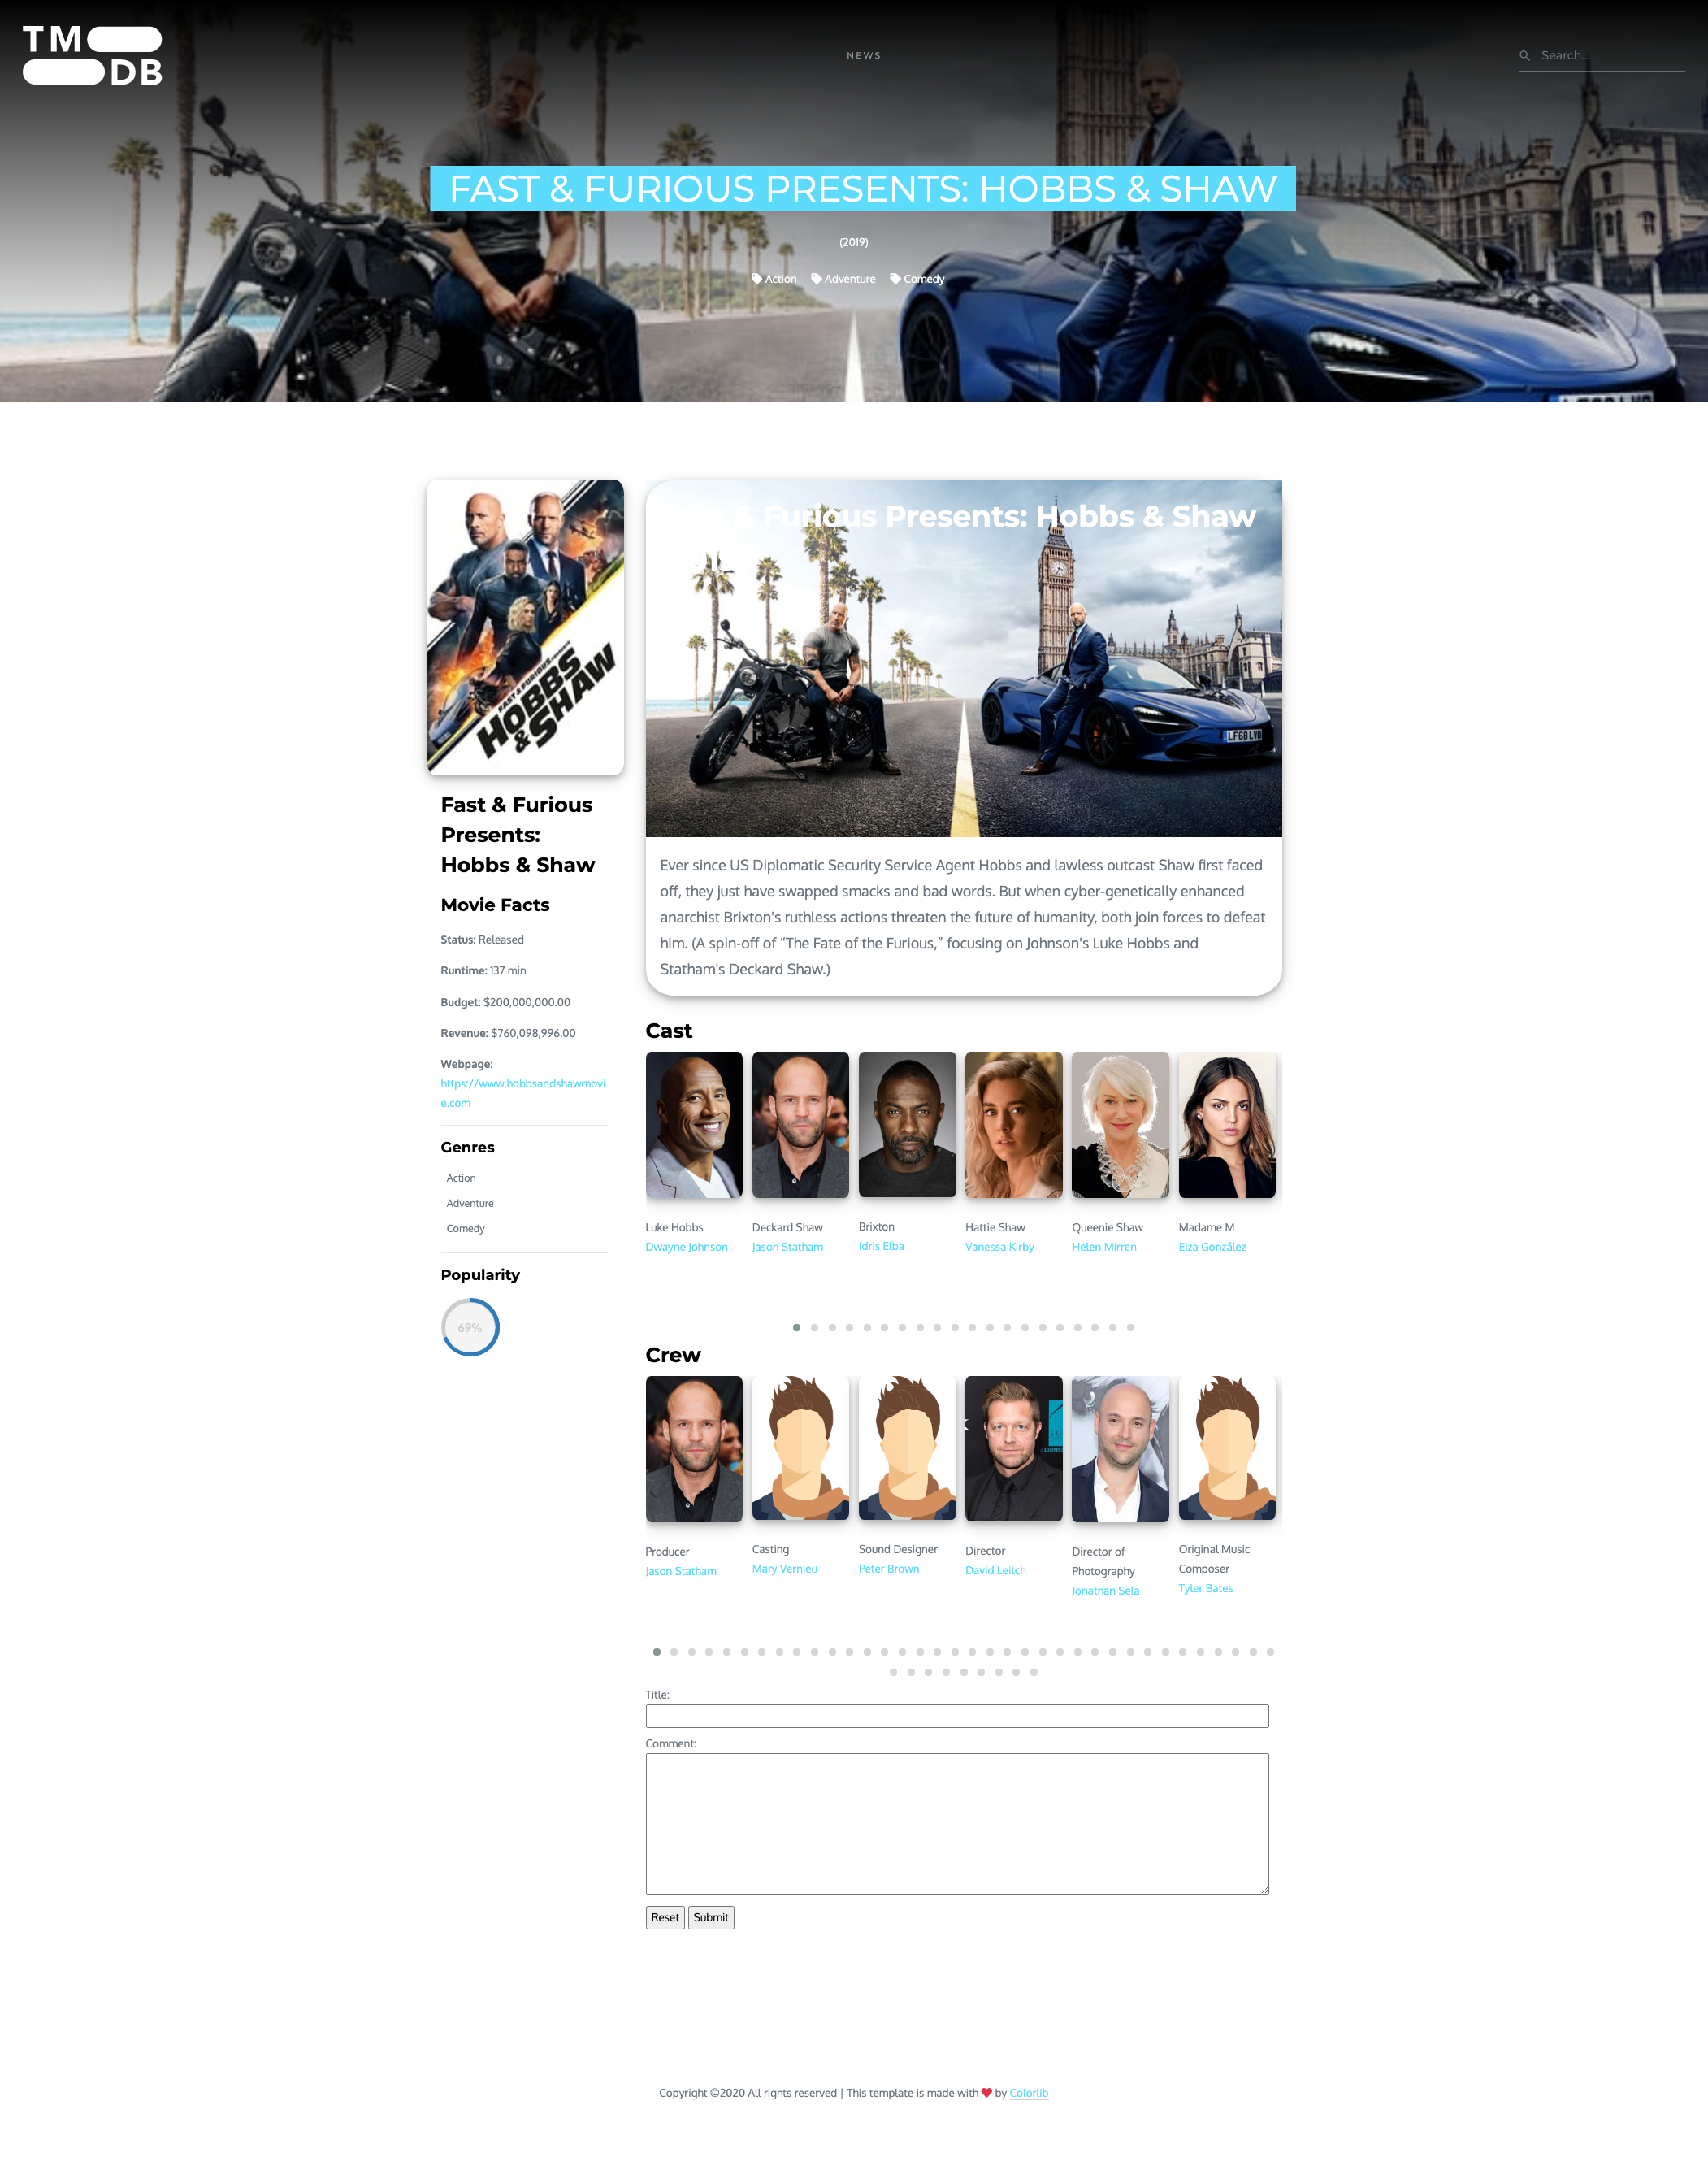 TM
DB
NEWS
Search...
FAST & FURIOUS PRESENTS: HOBBS & SHAW
(2019)
Action Adventure Comedy
FAST & FURIOUS PRESENTS
HOBBS
& SHAW
& Furious Presents: Hobbs & Shaw
LF68 LVO
Fast & Furious
Presents:
Hobbs & Shaw
Movie Facts
Status: Released
Runtime: 137 min
Budget: $200,000,000.00
Revenue: $760,098,996.00
Webpage:
https://www.hobbsandshawmovi
e.com
Genres
Action
Adventure
Comedy
Popularity
69%
Ever since US Diplomatic Security Service Agent Hobbs and lawless outcast Shaw first faced
off, they just have swapped smacks and bad words. But when cyber-genetically enhanced
anarchist Brixton's ruthless actions threaten the future of humanity, both join forces to defeat
him. (A spin-off of “The Fate of the Furious,” focusing on Johnson's Luke Hobbs and
Statham's Deckard Shaw.)
Cast
Luke Hobbs
Dwayne Johnson
Deckard Shaw
Jason Statham
Brixton
Idris Elba
Hattie Shaw
Vanessa Kirby
Queenie Shaw
Helen Mirren
Madame M
Eiza González
Crew
Producer
Jason Statham
Casting
Mary Vernieu
Sound Designer
Peter Brown
Director
David Leitch
Director of
Photography
Jonathan Sela
Original Music
Composer
Tyler Bates
Title:
Comment:
Reset Submit
Copyright ©2020 All rights reserved | This template is made with ❤ by Colorlib